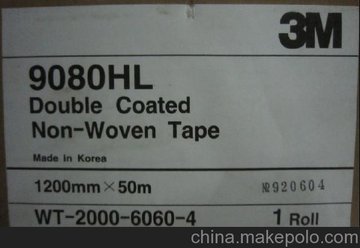 3M
9080HL
Double Coated
Non-Woven Tape
Made in Korea
1200mm×50m
№920604
WT-2000-6060-4
1 Roll
china.makepolo.com